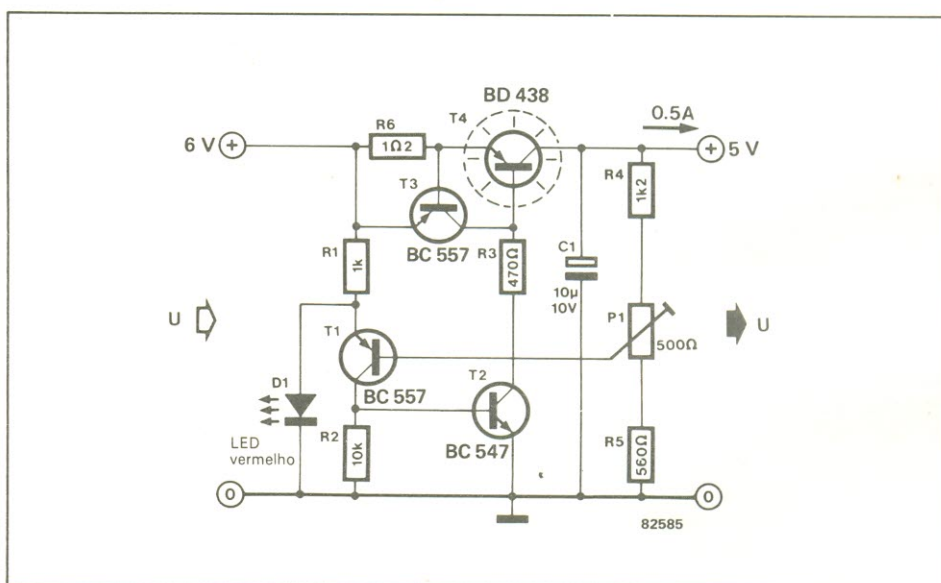 BD 438
T4
0.5A
6 V +
R6
1Ω2
+ 5 V
R4
1k2
T3
BC 557
R1
1k
R3
470Ω
C1
10µ
10V
P1
500Ω
U
U
T1
BC 557
T2
BC 547
D1
LED
vermelho
R2
10k
R5
560Ω
0
0
82585